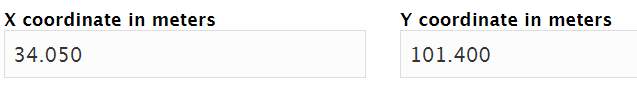 X coordinate in meters Y coordinate in meters
34.050 101.400